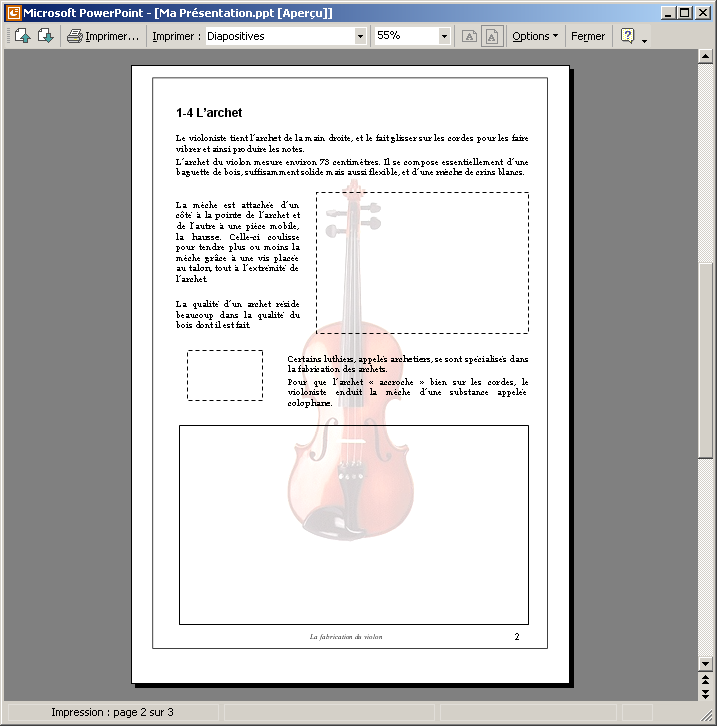 Microsoft PowerPoint - [Ma Présentation.ppt [Aperçu]]
Imprimer... Imprimer : Diapositives 55% A A Options Fermer ?
1-4 L'archet
Le violoniste tient l'archet de la main droite, et le fait glisser sur les cordes pour les faire
vibrer et ainsi produire les notes.
L'archet du violon mesure environ 73 centimètres. Il se compose essentiellement d'une
baguette de bois, suffisamment solide mais aussi flexible, et d'une mèche de crins blancs.
La mèche est attachée d'un
côté à la pointe de l'archet et
de l'autre à une pièce mobile,
la hausse. Celle-ci coulisse
pour tendre plus ou moins la
mèche grâce à une vis placée
au talon, tout à l'extrémité de
l'archet.
La qualité d'un archet réside
beaucoup dans la qualité du
bois dont il est fait.
Certains luthiers, appelés archetiers, se sont spécialisés dans
la fabrication des archets.
Pour que l'archet « accroche » bien sur les cordes, le
violoniste enduit la mèche d'une substance appelée
colophane.
La fabrication du violon 2
Impression : page 2 sur 3